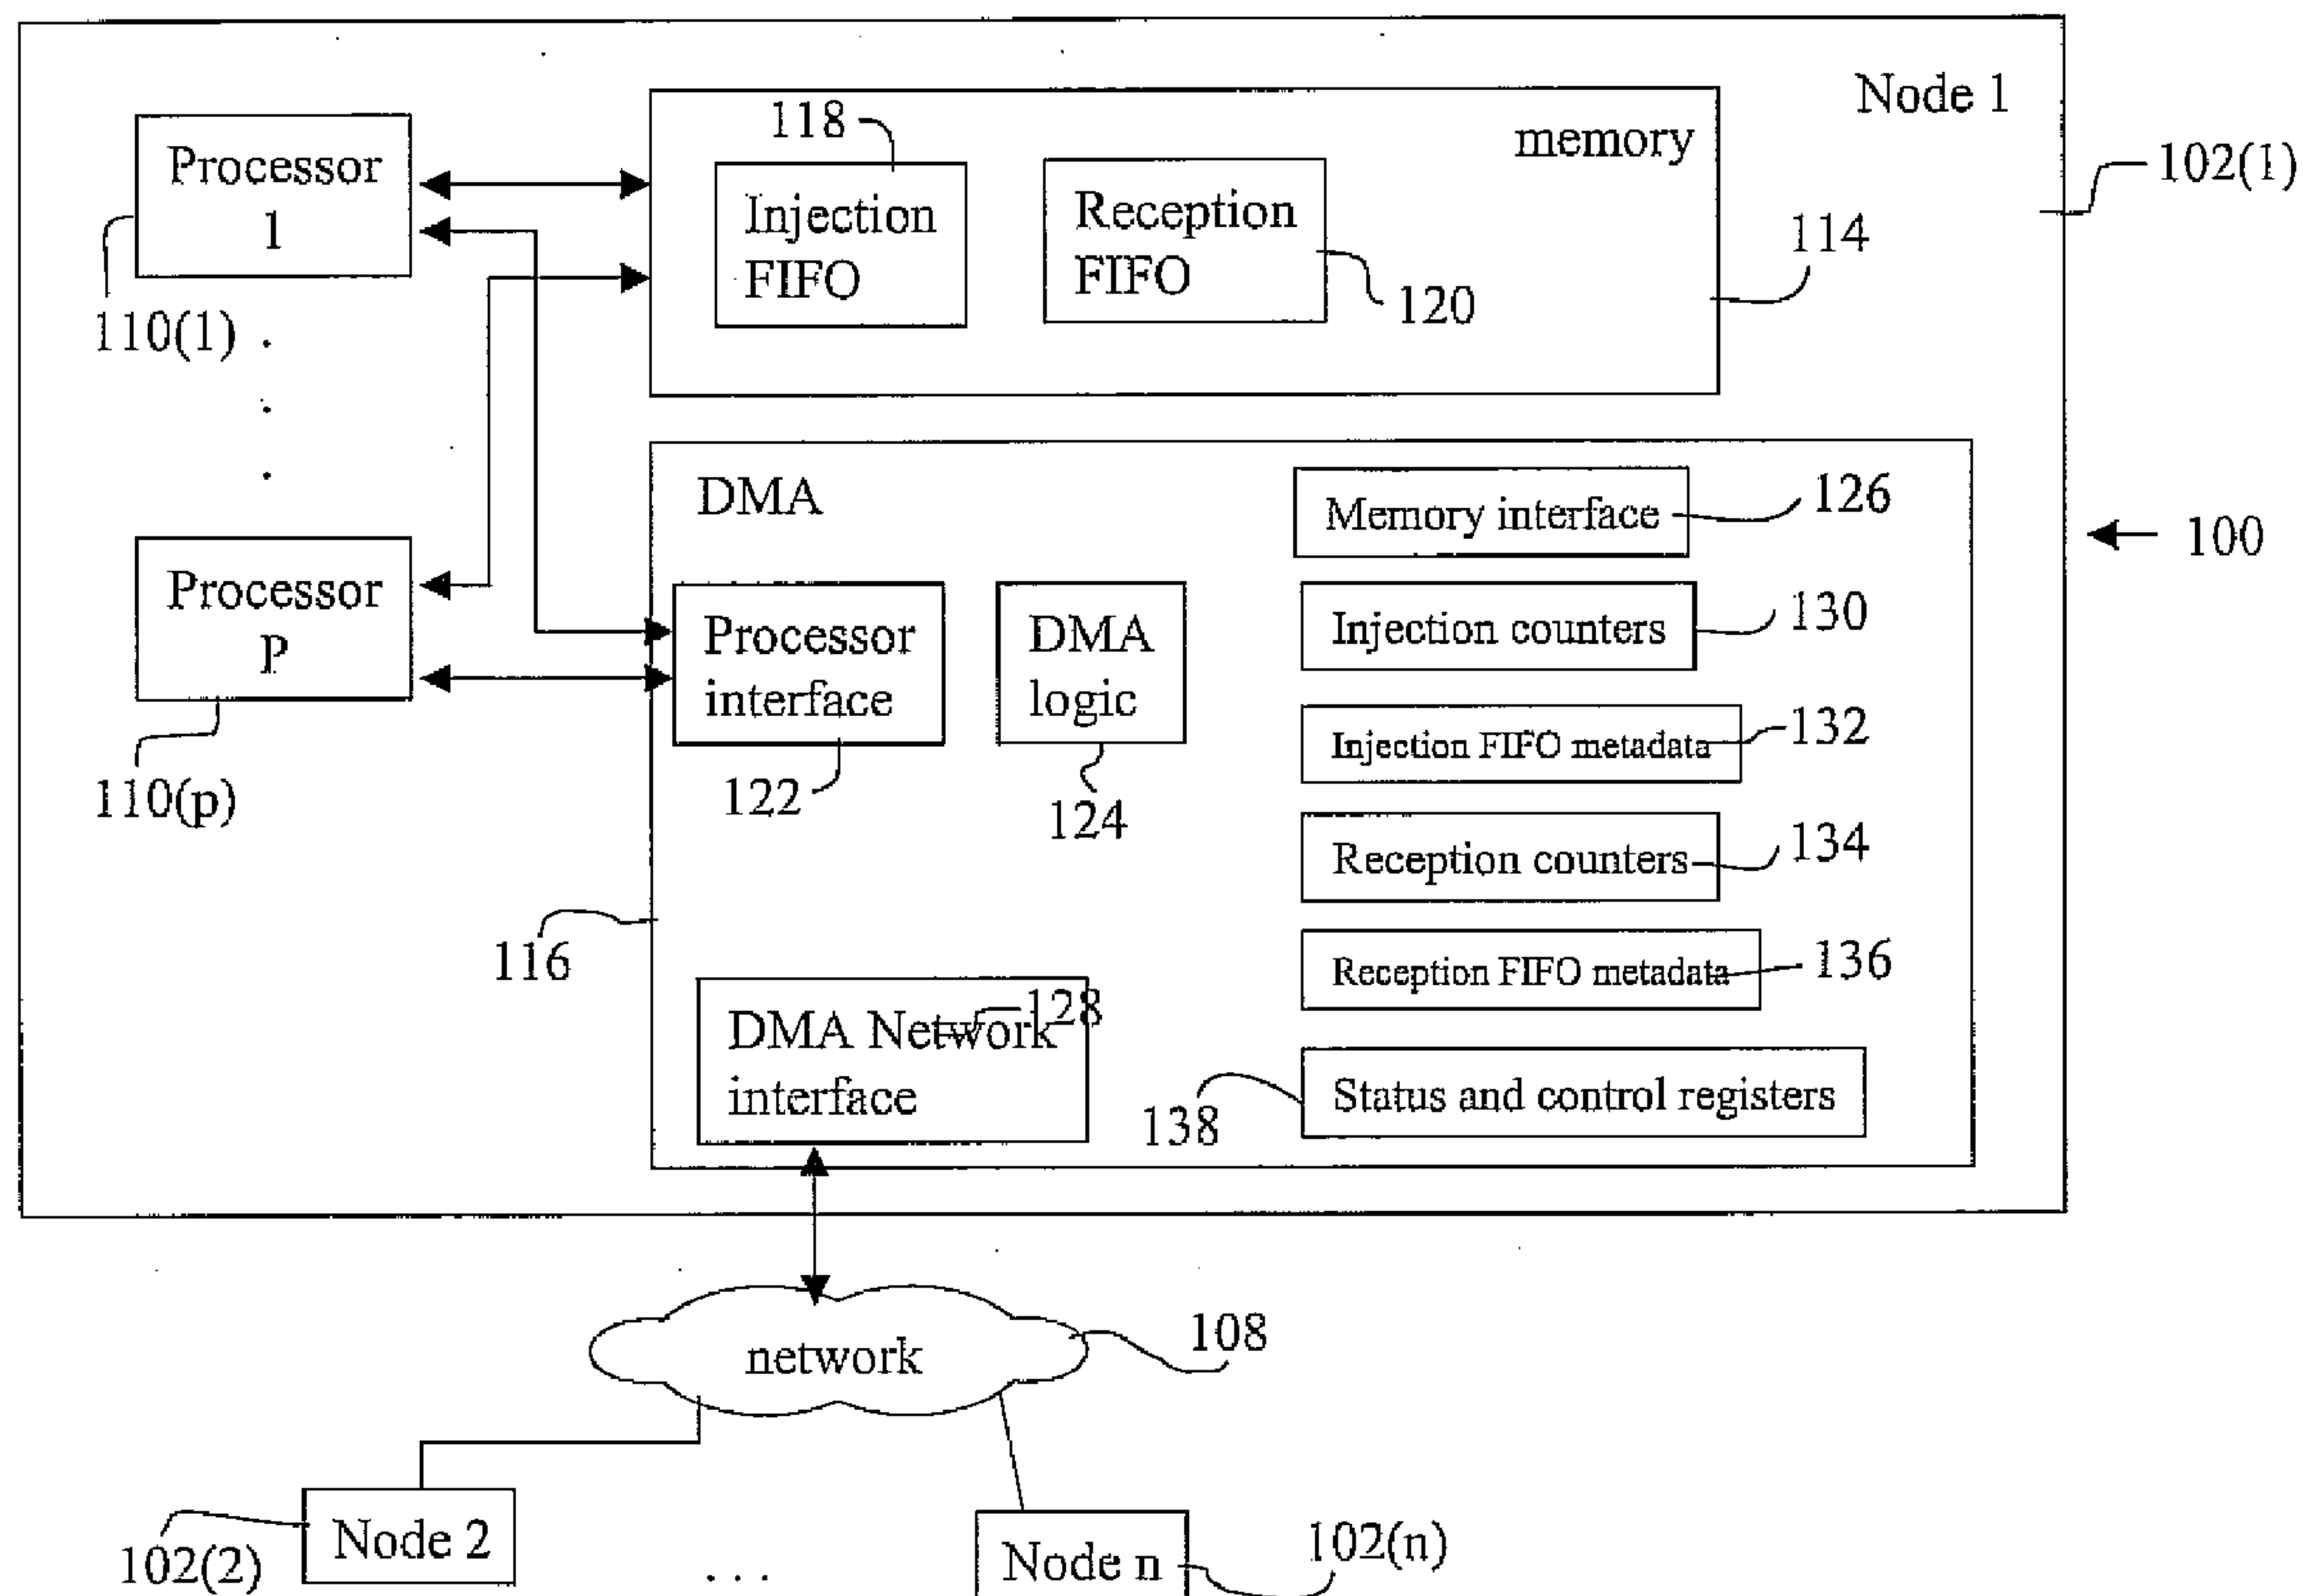 Node 1
102(1)
100
Processor
1
110(1)
.
.
.
Processor
P
110(p)
memory
118
Injection
FIFO
Reception
FIFO
120
114
DMA
Processor
interface
122
DMA
logic
124
Memory interface
126
Injection counters
130
Injection FIFO metadata
132
Reception counters
134
Reception FIFO metadata
136
Status and control registers
138
116
128
DMA Network
interface
network
108
Node 2
102(2)
...
Node n
102(n)